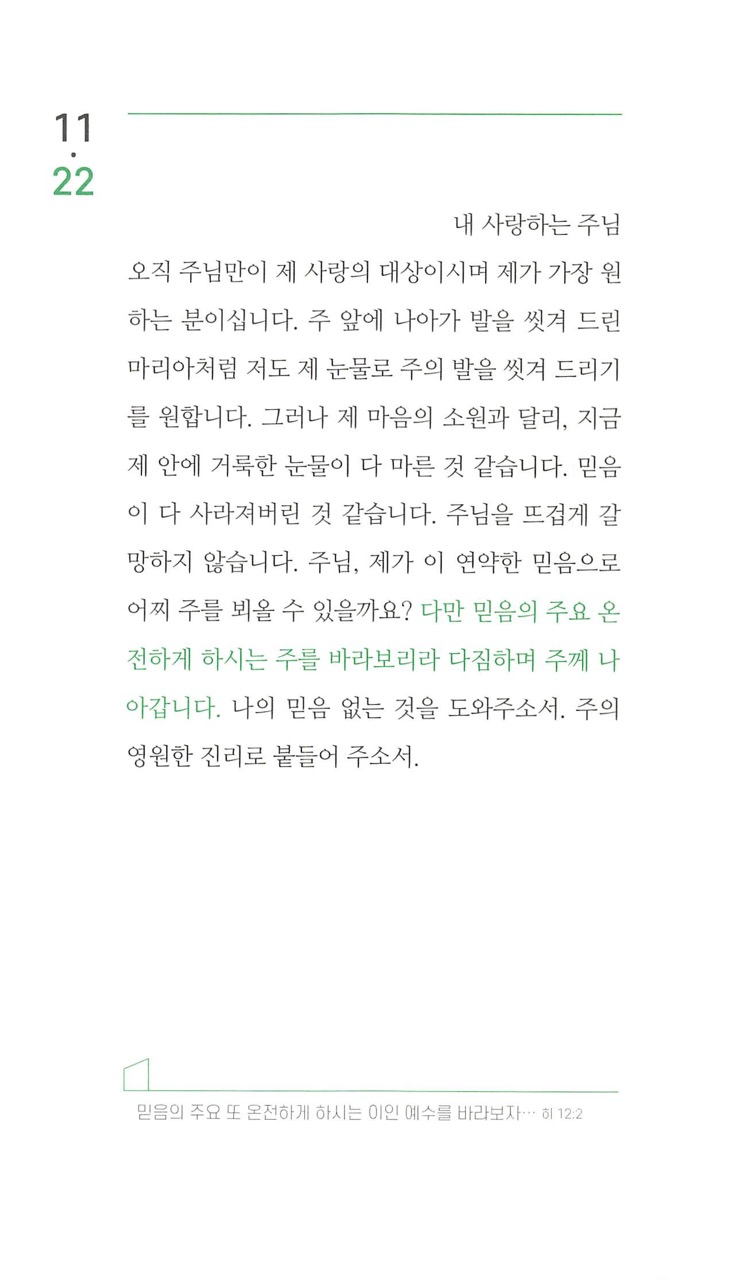 11
.
22
내 사랑하는 주님
오직 주님만이 제 사랑의 대상이시며 제가 가장 원
하는 분이십니다. 주 앞에 나아가 발을 씻겨 드린
마리아처럼 저도 제 눈물로 주의 발을 씻겨 드리기
를 원합니다. 그러나 제 마음의 소원과 달리, 지금
제 안에 거룩한 눈물이 다 마른 것 같습니다. 믿음
이 다 사라져버린 것 같습니다. 주님을 뜨겁게 갈
망하지 않습니다. 주님, 제가 이 연약한 믿음으로
어찌 주를 뵈올 수 있을까요? 다만 믿음의 주요 온
전하게 하시는 주를 바라보리라 다짐하며 주께 나
아갑니다. 나의 믿음 없는 것을 도와주소서. 주의
영원한 진리로 붙들어 주소서.
믿음의 주요 또 온전하게 하시는 이인 예수를 바라보자… 히 12:2